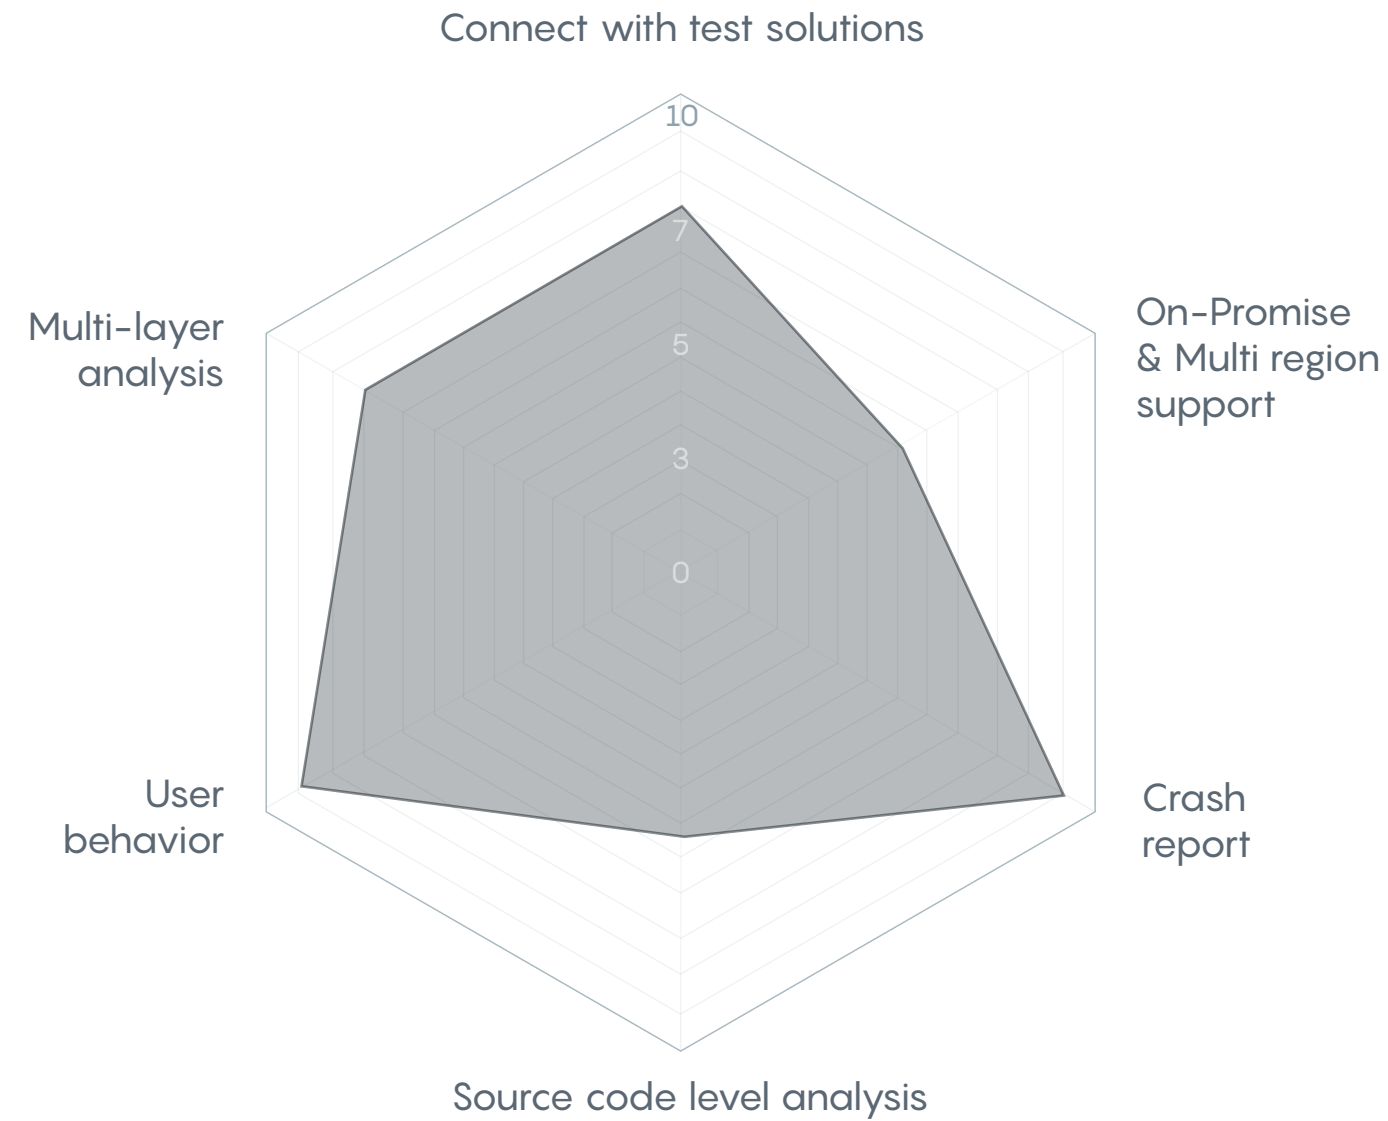 Connect with test solutions
10
7
5
3
0
Multi-layer
analysis
On-Promise
& Multi region
support
User
behavior
Crash
report
Source code level analysis